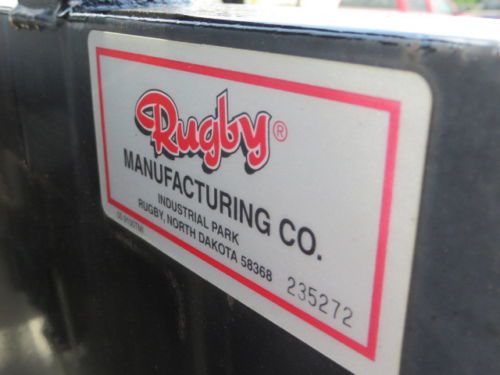 Rugby®
MANUFACTURING CO.
INDUSTRIAL PARK
RUGBY, NORTH DAKOTA 58368
235272